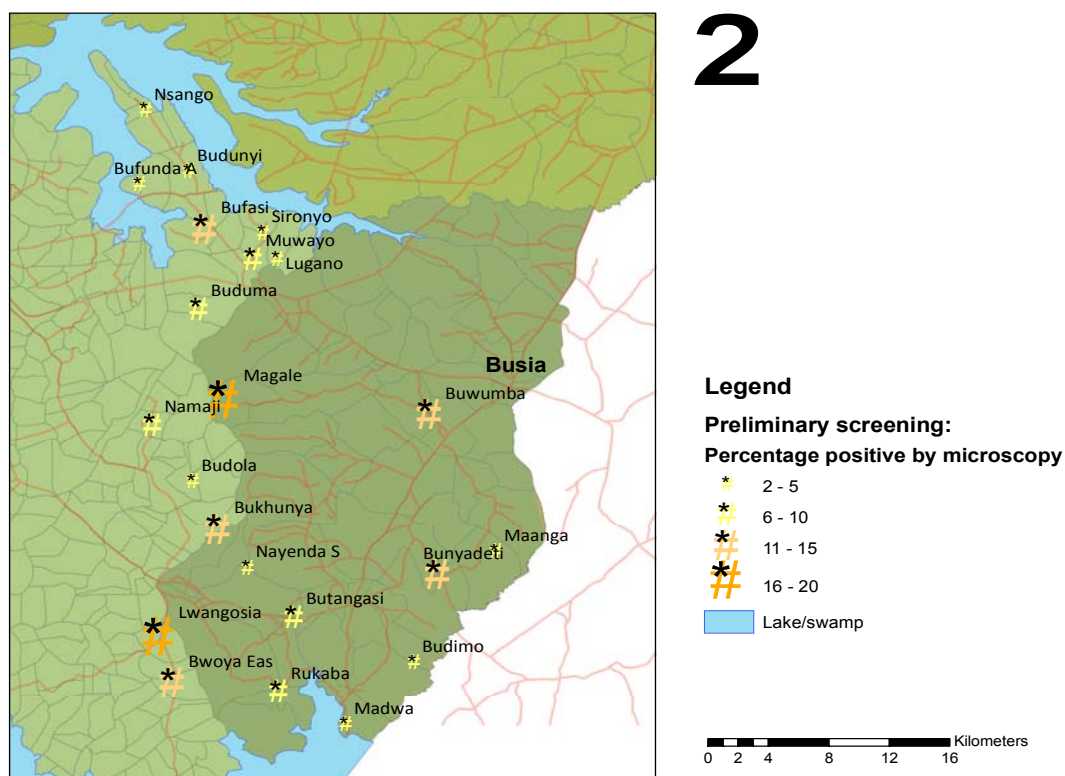 2
Nsango
Budunyi
Bufunda A
Bufasi
Sironyo
Muwayo
Lugano
Buduma
Busia
Magale
Buwumba
Namaji
Budola
Bukhunya
Maanga
Nayenda S
Bunyadeti
Butangasi
Lwangosia
Budimo
Bwoya Eas
Rukaba
Madwa
Legend
Preliminary screening:
Percentage positive by microscopy
2 - 5
6 - 10
11 - 15
16 - 20
Lake/swamp
Kilometers
0 2 4 8 12 16